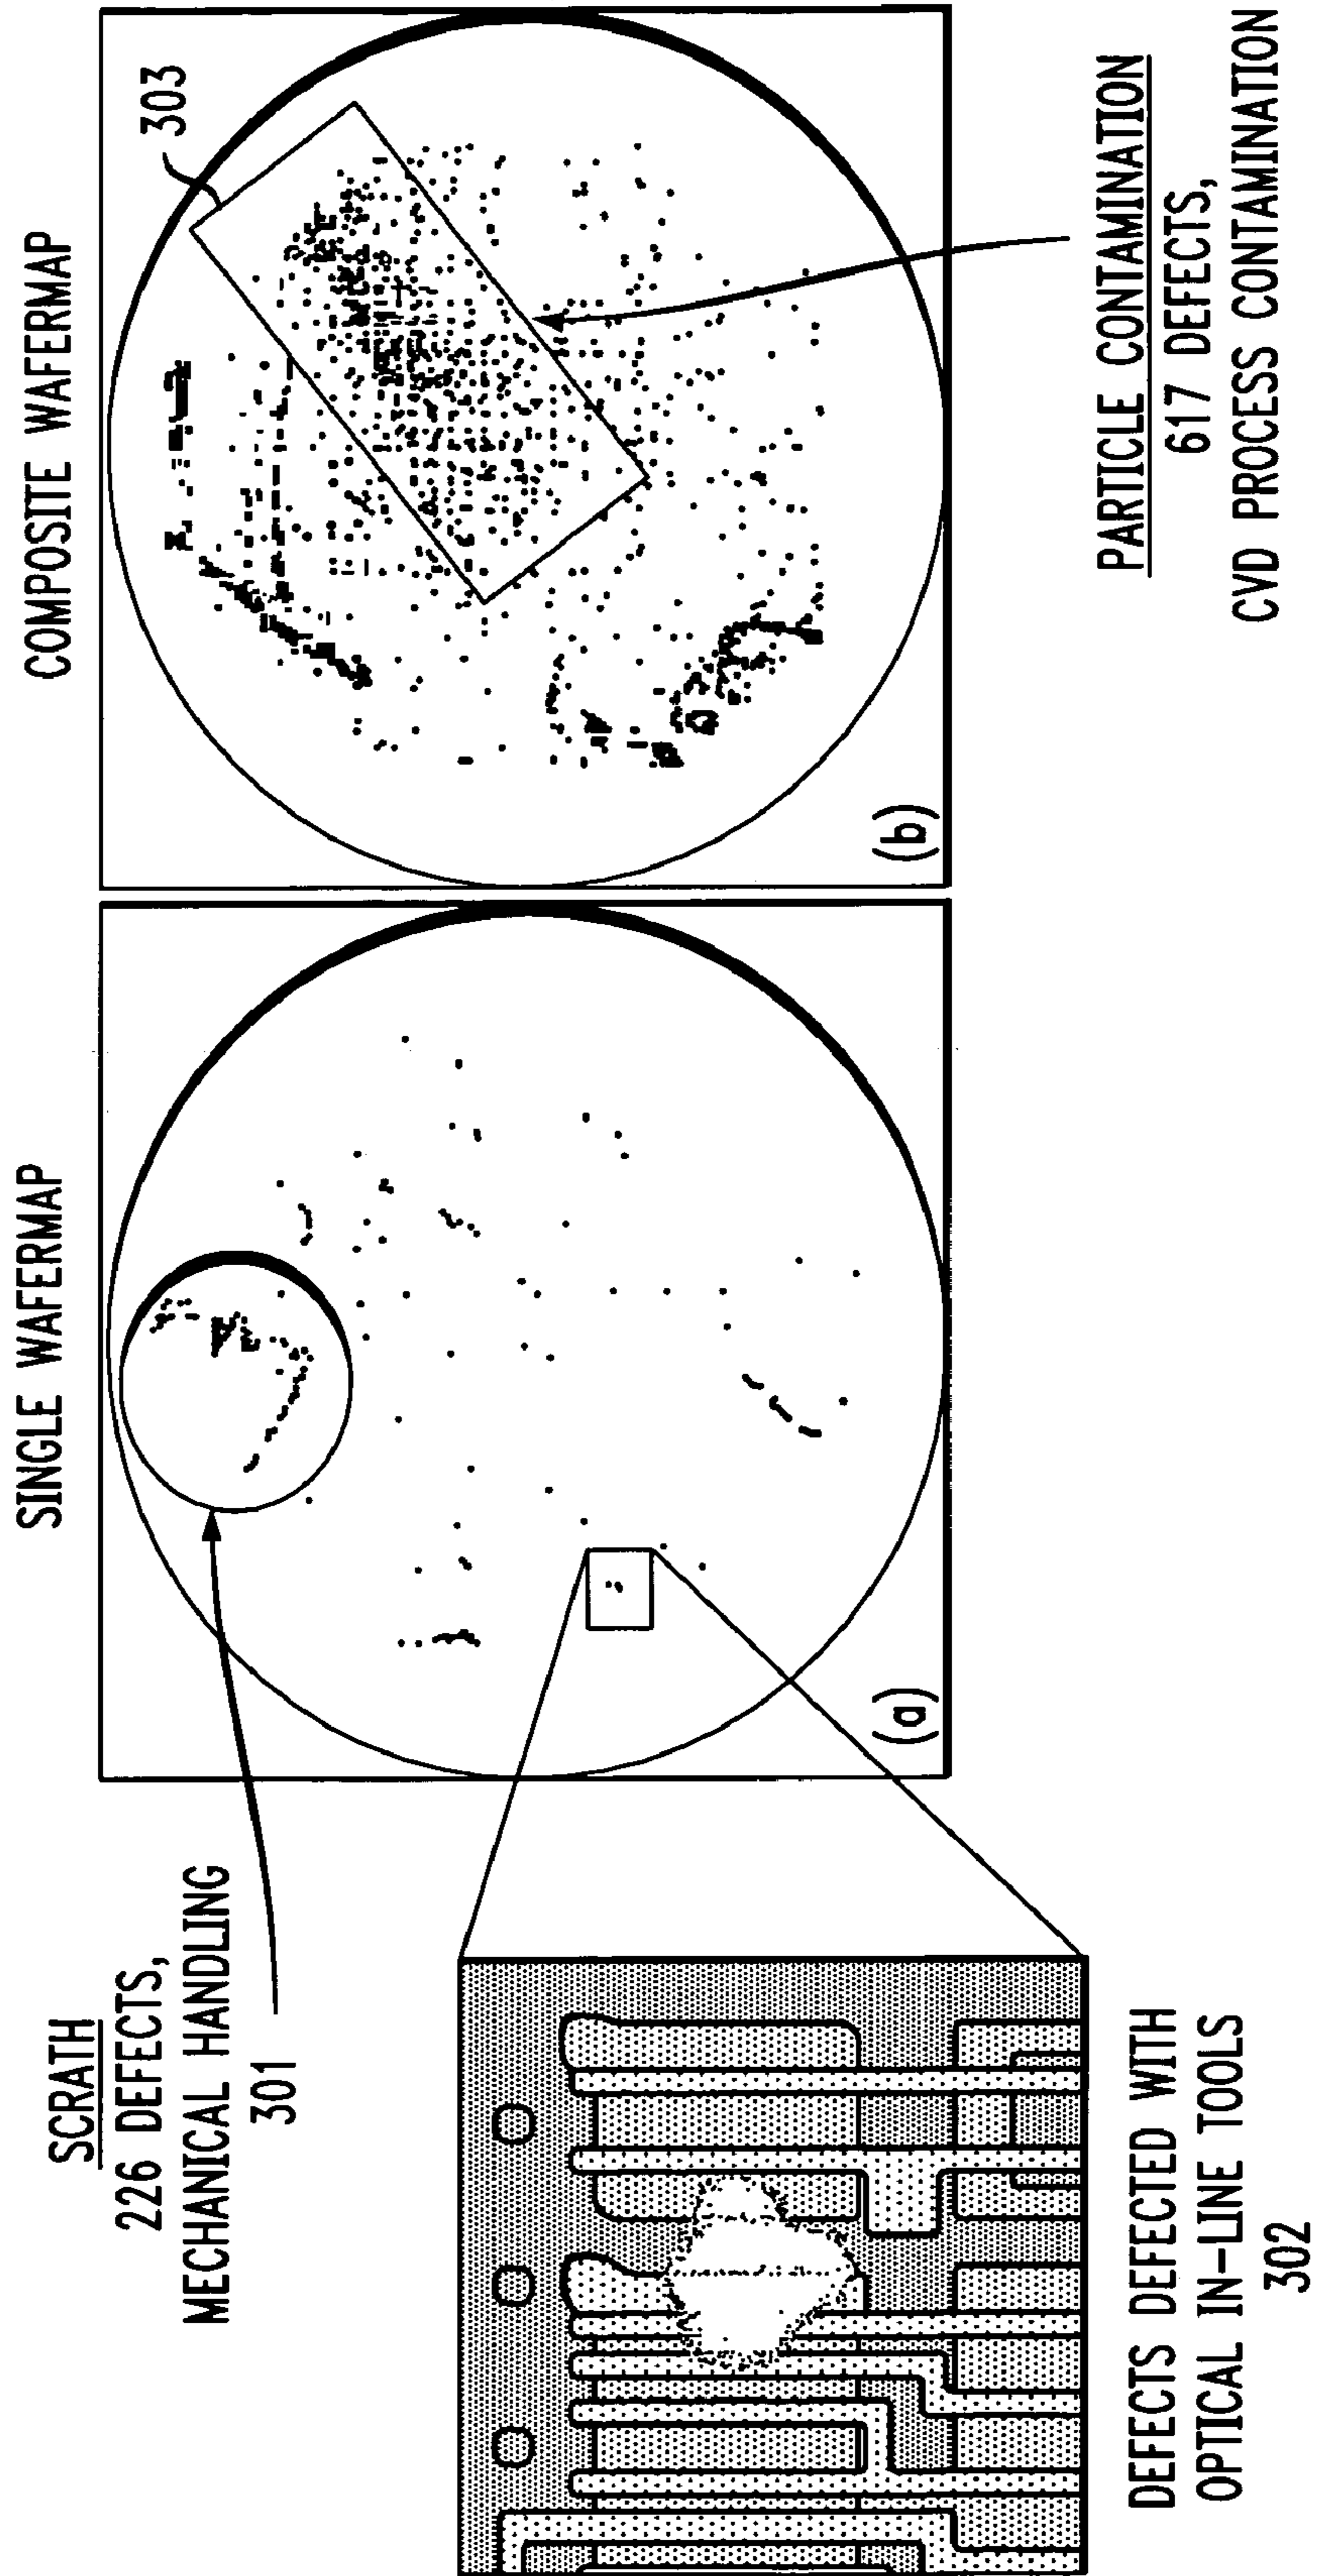 SCRATH
226 DEFECTS,
MECHANICAL HANDLING
301
DEFECTS DEFECTED WITH
OPTICAL IN-LINE TOOLS
302
SINGLE WAFERMAP
(a)
COMPOSITE WAFERMAP
303
(b)
PARTICLE CONTAMINATION
617 DEFECTS,
CVD PROCESS CONTAMINATION